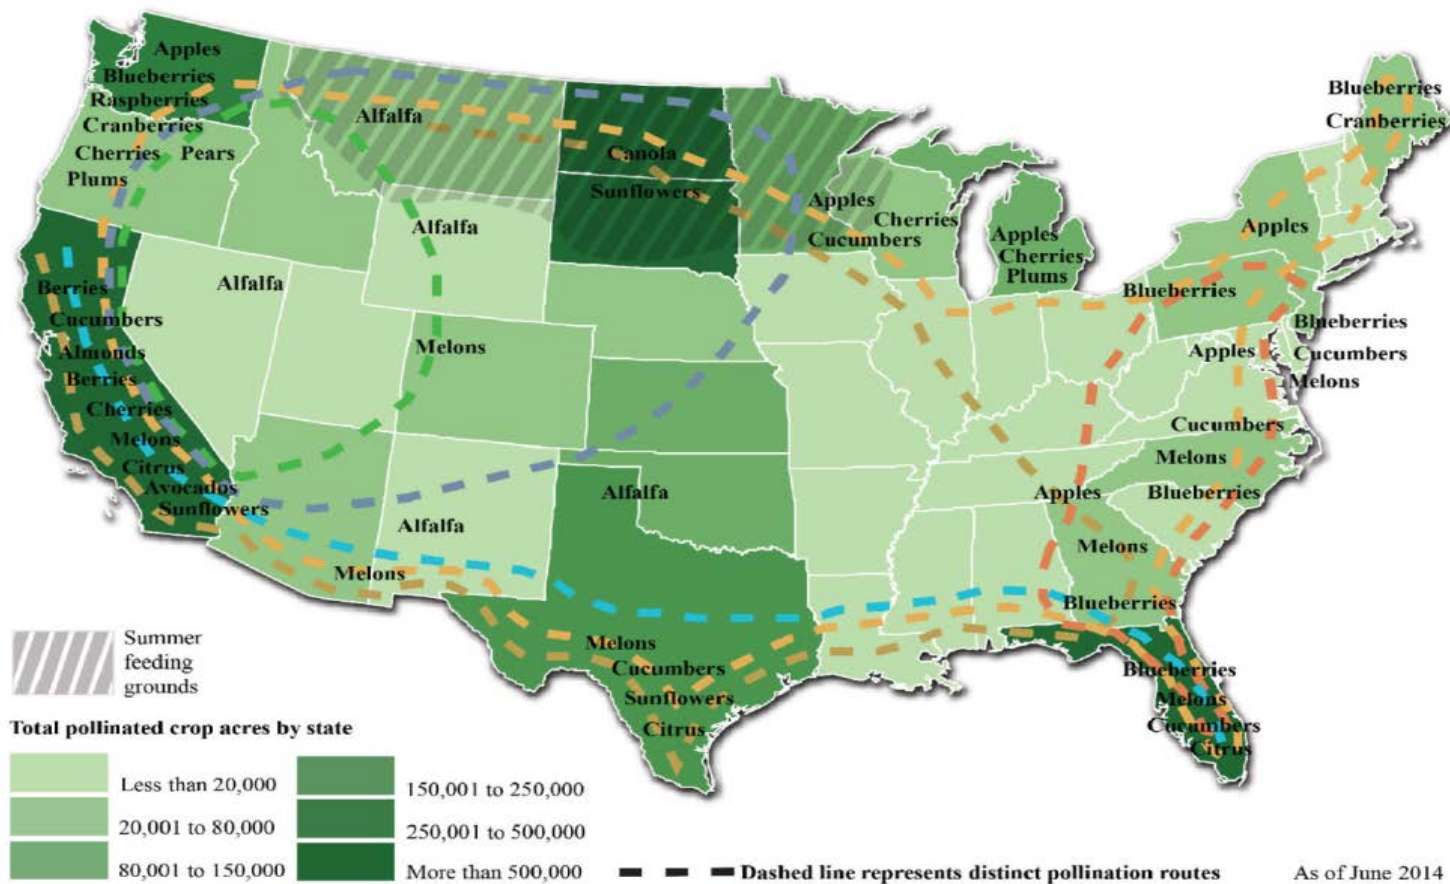 Apples
Blueberries
Raspberries
Cranberries
Cherries Pears
Plums
Alfalfa
Canola
Sunflowers
Apples
Cherries
Cucumbers
Apples
Cherries
Plums
Blueberries
Cranberries
Apples
Blueberries
Blueberries
Apples
Cucumbers
Melons
Cucumbers
Melons
Blueberries
Alfalfa
Alfalfa
Melons
Berries
Cucumbers
Almonds
Berries
Cherries
Melons
Citrus
Avocados
Sunflowers
Alfalfa
Alfalfa
Melons
Apples
Melons
Blueberries
Melons
Cucumbers
Sunflowers
Citrus
Blueberries
Melons
Cucumbers
Citrus
Summer
feeding
grounds
Total pollinated crop acres by state
Less than 20,000
20,001 to 80,000
80,001 to 150,000
150,001 to 250,000
250,001 to 500,000
More than 500,000
Dashed line represents distinct pollination routes
As of June 2014